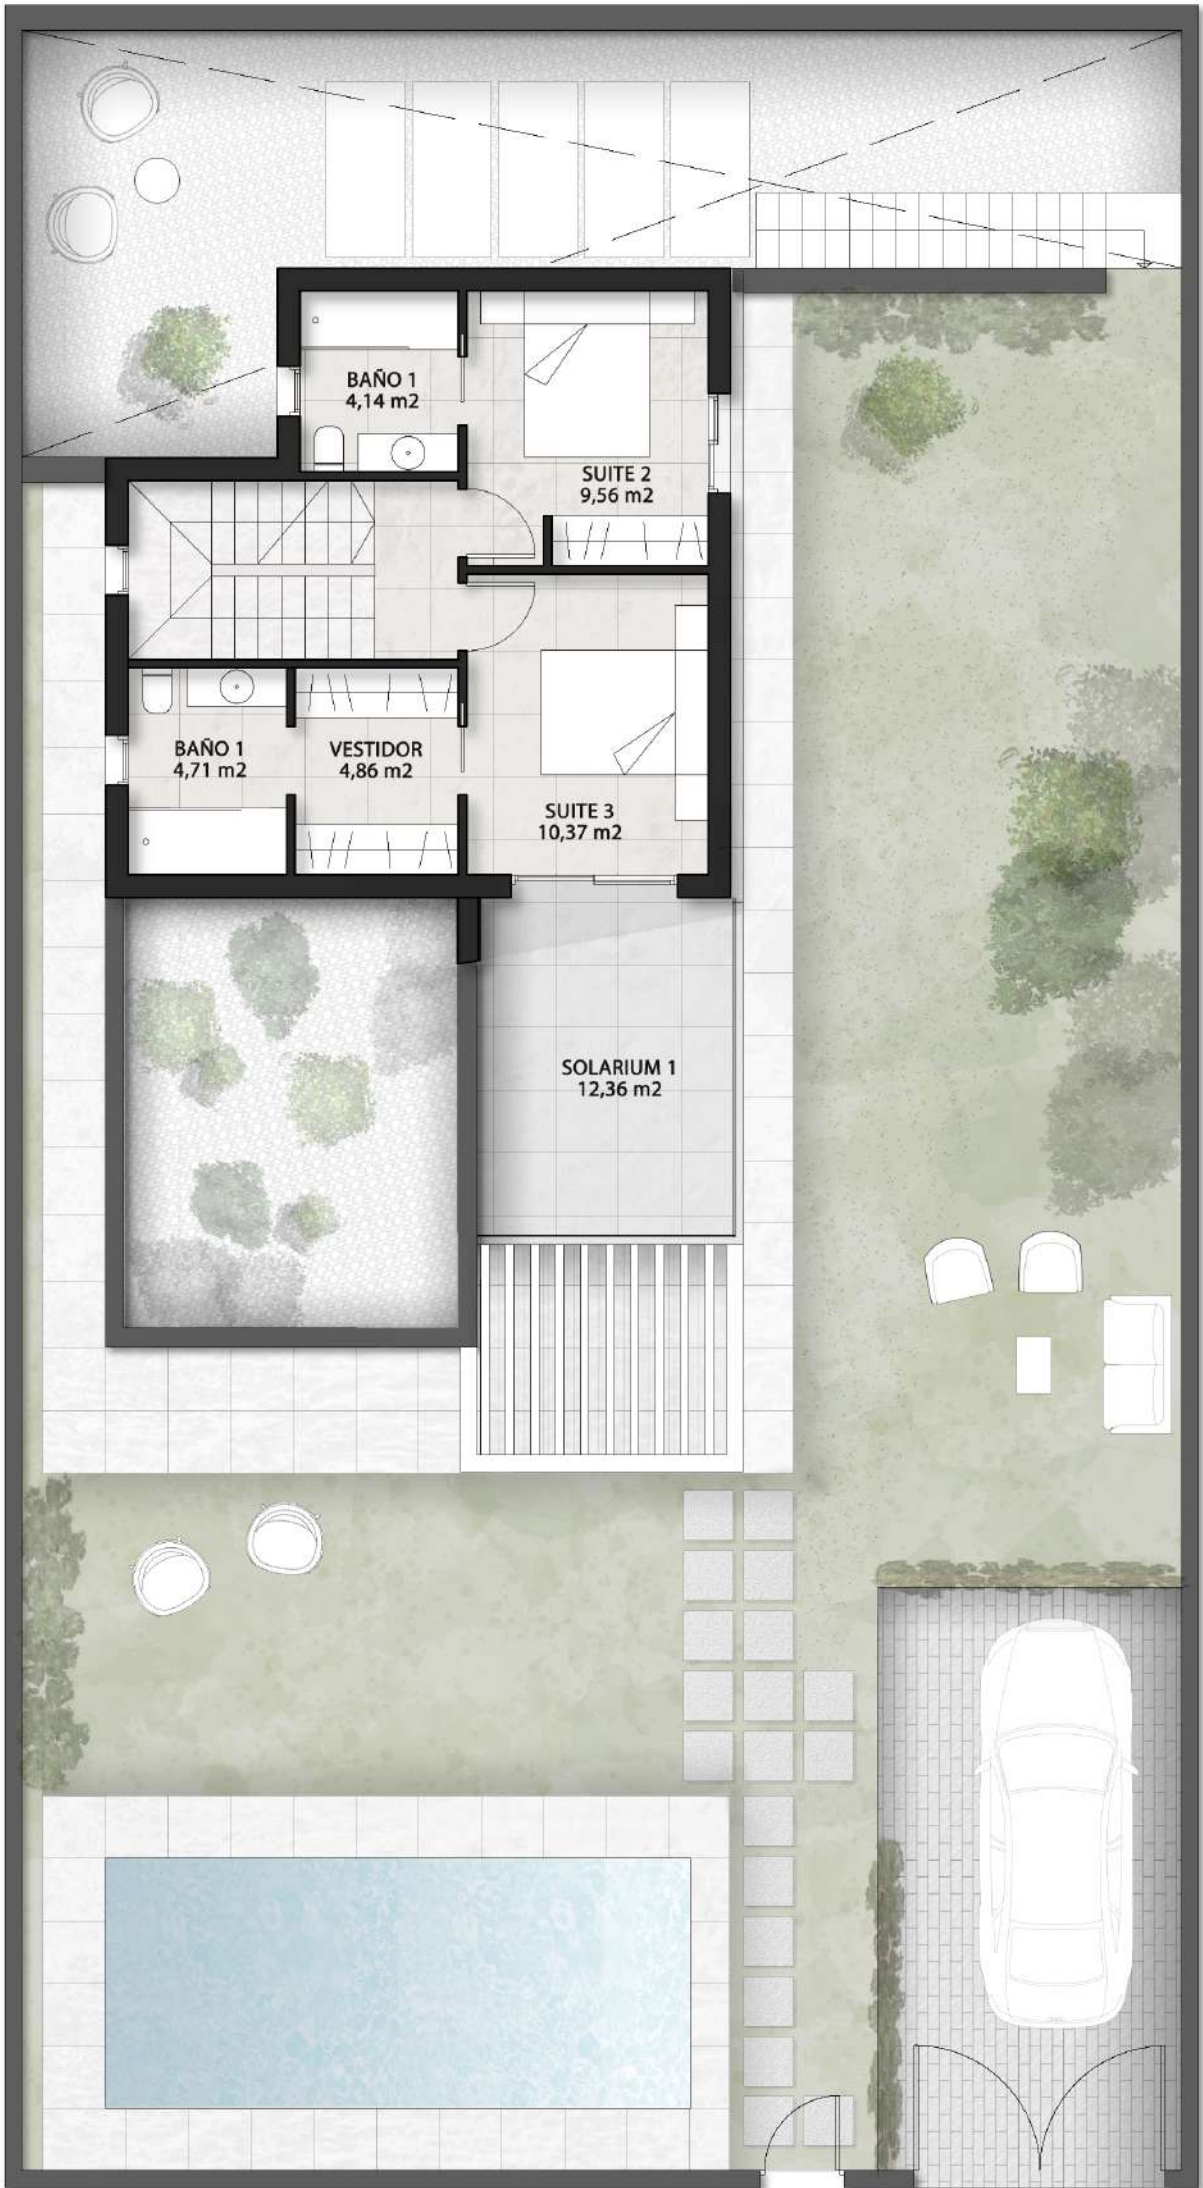 BAÑO 1
4,14 m2
SUITE 2
9,56 m2
BAÑO 1
4,71 m2
VESTIDOR
4,86 m2
SUITE 3
10,37 m2
SOLARIUM 1
12,36 m2